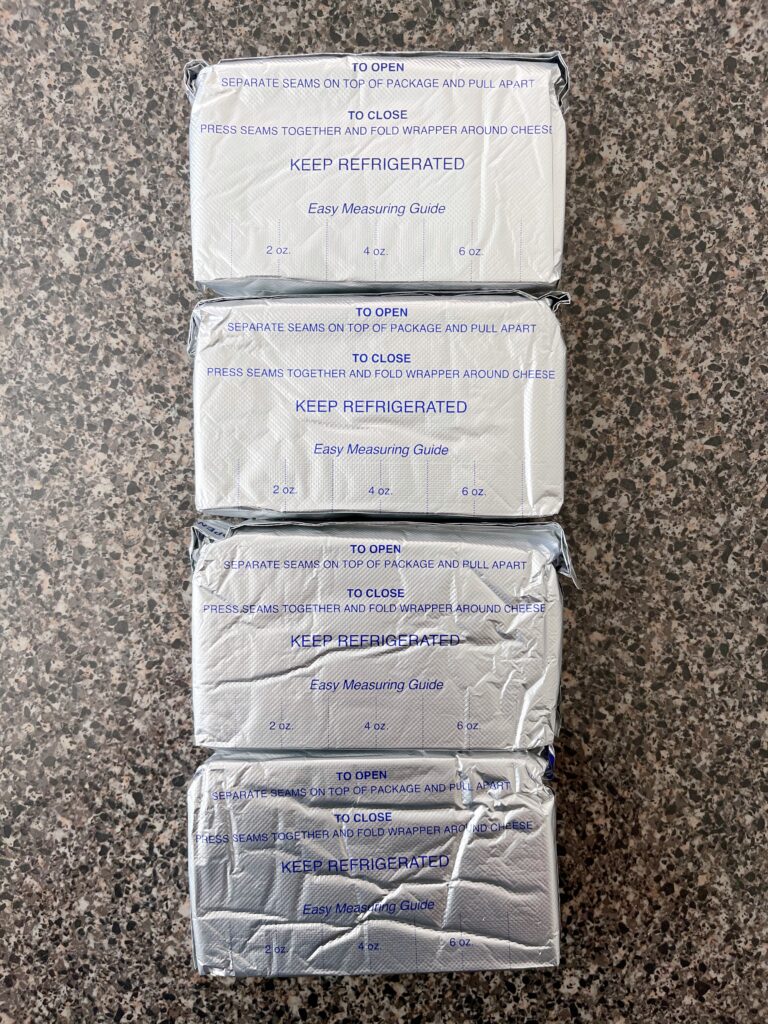 TO OPEN
SEPARATE SEAMS ON TOP OF PACKAGE AND PULL APART
TO CLOSE
PRESS SEAMS TOGETHER AND FOLD WRAPPER AROUND CHEESE
KEEP REFRIGERATED
Easy Measuring Guide
2 oz. 4 oz. 6 oz.
TO OPEN
SEPARATE SEAMS ON TOP OF PACKAGE AND PULL APART
TO CLOSE
PRESS SEAMS TOGETHER AND FOLD WRAPPER AROUND CHEESE
KEEP REFRIGERATED
Easy Measuring Guide
2 oz. 4 oz. 6 oz.
TO OPEN
SEPARATE SEAMS ON TOP OF PACKAGE AND PULL APART
TO CLOSE
PRESS SEAMS TOGETHER AND FOLD WRAPPER AROUND CHEESE
KEEP REFRIGERATED
Easy Measuring Guide
2 oz. 4 oz. 6 oz.
TO OPEN
SEPARATE SEAMS ON TOP OF PACKAGE AND PULL APART
TO CLOSE
PRESS SEAMS TOGETHER AND FOLD WRAPPER AROUND CHEESE
KEEP REFRIGERATED
Easy Measuring Guide
2 oz. 4 oz. 6 oz.